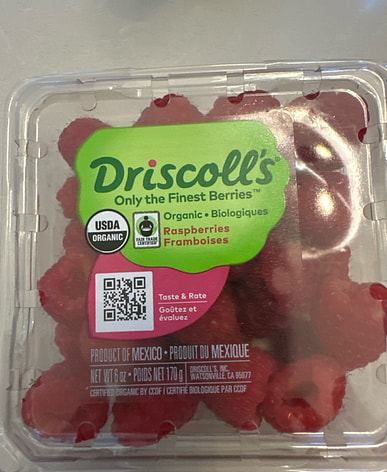 Driscoll's
Only the Finest Berries™
Organic • Biologiques
Raspberries
Framboises
USDA
ORGANIC
FAIR TRADE
CERTIFIED
Taste & Rate
Goûtez et
évaluez
PRODUCT OF MEXICO • PRODUIT DU MEXIQUE
NET WT 6 oz • POIDS NET 170 g
DRISCOLL'S, INC.
WATSONVILLE, CA 95077
CERTIFIED ORGANIC BY CCOF | CERTIFIÉ BIOLOGIQUE PAR CCOF